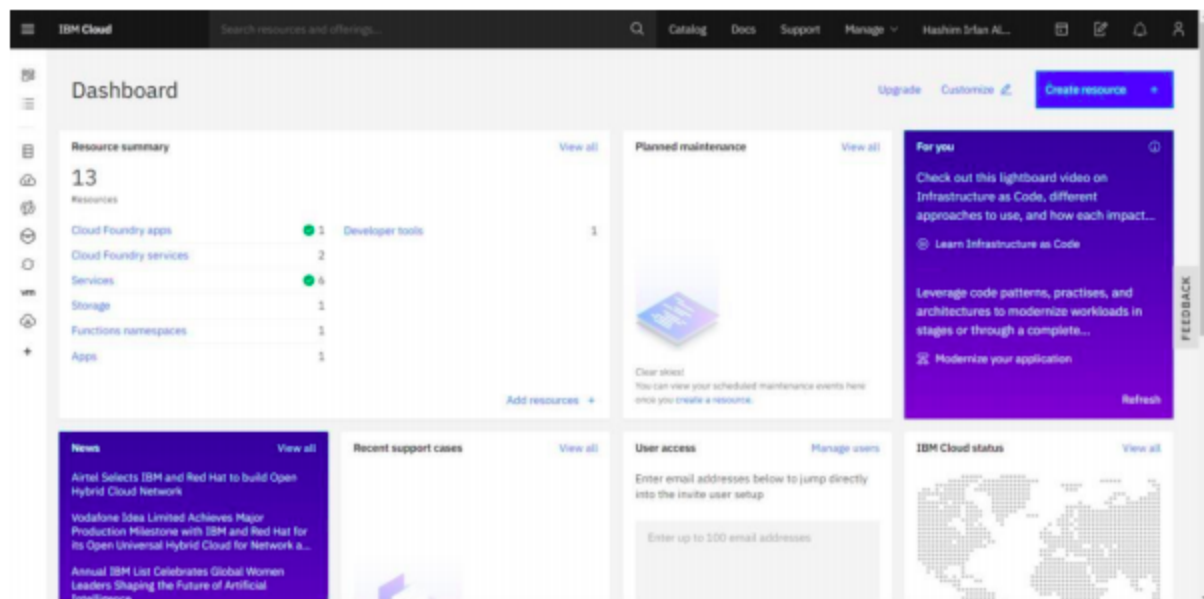 IBM Cloud
Search resources and offerings...
Catalog
Docs
Support
Manage
Hashim Irfan Al...
Dashboard
Upgrade
Customize
Create resource +
Resource summary
View all
13
Resources
Cloud Foundry apps 1
Cloud Foundry services 2
Services 6
Storage 1
Functions namespaces 1
Apps 1
Developer tools 1
Add resources +
Planned maintenance
View all
Clear skies!
You can view your scheduled maintenance events here
once you create a resource.
For you
Check out this lightboard video on
Infrastructure as Code, different
approaches to use, and how each impact...
Learn Infrastructure as Code
Leverage code patterns, practises, and
architectures to modernize workloads in
stages or through a complete...
Modernize your application
Refresh
FEEDBACK
vm
News
View all
Airtel Selects IBM and Red Hat to build Open
Hybrid Cloud Network
Vodafone Idea Limited Achieves Major
Production Milestone with IBM and Red Hat for
its Open Universal Hybrid Cloud for Network a...
Annual IBM List Celebrates Global Women
Leaders Shaping the Future of Artificial
Intelligence
Recent support cases
View all
User access
Manage users
Enter email addresses below to jump directly
into the invite user setup
Enter up to 100 email addresses
IBM Cloud status
View all